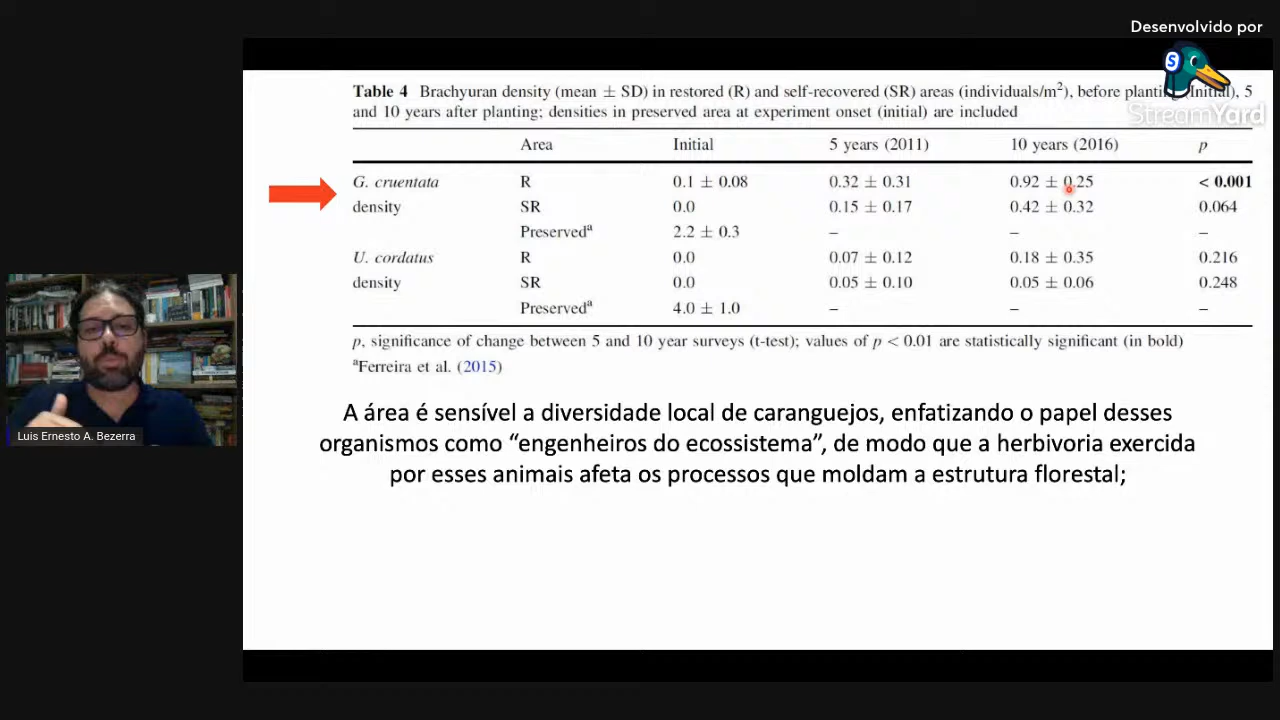 Desenvolvido por
S
StreamYard
Table 4 Brachyuran density (mean ± SD) in restored (R) and self-recovered (SR) areas (individuals/m²), before planting (initial), 5
and 10 years after planting; densities in preserved area at experiment onset (initial) are included
Area Initial 5 years (2011) 10 years (2016) p
G. cruentata R 0.1 ± 0.08 0.32 ± 0.31 0.92 ± 0.25 < 0.001
density SR 0.0 0.15 ± 0.17 0.42 ± 0.32 0.064
Preservedᵃ 2.2 ± 0.3 – – –
U. cordatus R 0.0 0.07 ± 0.12 0.18 ± 0.35 0.216
density SR 0.0 0.05 ± 0.10 0.05 ± 0.06 0.248
Preservedᵃ 4.0 ± 1.0 – – –
p, significance of change between 5 and 10 year surveys (t-test); values of p < 0.01 are statistically significant (in bold)
ᵃFerreira et al. (2015)
A área é sensível a diversidade local de caranguejos, enfatizando o papel desses
organismos como “engenheiros do ecossistema”, de modo que a herbivoria exercida
por esses animais afeta os processos que moldam a estrutura florestal;
Luis Ernesto A. Bezerra